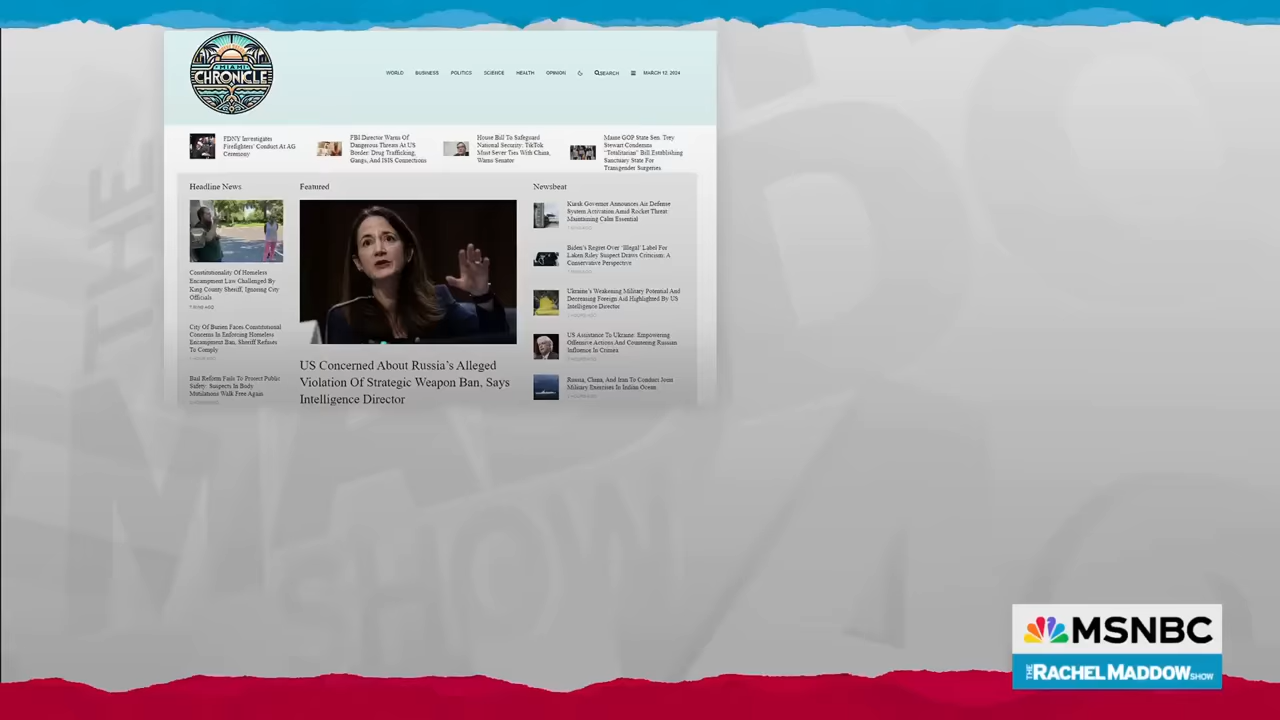 MIAMI
CHRONICLE
WORLD BUSINESS POLITICS SCIENCE HEALTH OPINION SEARCH MARCH 12, 2024
FDNY Investigates
Firefighters' Conduct At AG
Ceremony
FBI Director Warns Of
Dangerous Threats At US
Border: Drug Trafficking,
Gangs, And ISIS Connections
House Bill To Safeguard
National Security: TikTok
Must Sever Ties With China,
Warns Senator
Maine GOP State Sen. Trey
Stewart Condemns
"Totalitarian" Bill Establishing
Sanctuary State For
Transgender Surgeries
Headline News
Constitutionality Of Homeless
Encampment Law Challenged By
King County Sheriff, Ignoring City
Officials
City Of Burien Faces Constitutional
Concerns In Enforcing Homeless
Encampment Ban, Sheriff Refuses
To Comply
Bail Reform Fails To Protect Public
Safety: Suspects In Body
Mutilations Walk Free Again
Featured
US Concerned About Russia's Alleged
Violation Of Strategic Weapon Ban, Says
Intelligence Director
Newsbeat
Kursk Governor Announces Air Defense
System Activation Amid Rocket Threat:
Maintaining Calm Essential
Biden's Regret Over 'Illegal' Label For
Laken Riley Suspect Draws Criticism: A
Conservative Perspective
Ukraine's Weakening Military Potential And
Decreasing Foreign Aid Highlighted By US
Intelligence Director
US Assistance To Ukraine: Empowering
Offensive Actions And Countering Russian
Influence In Crimea
Russia, China, And Iran To Conduct Joint
Military Exercises In Indian Ocean
THE
SHOW
MSNBC
THE RACHEL MADDOW SHOW